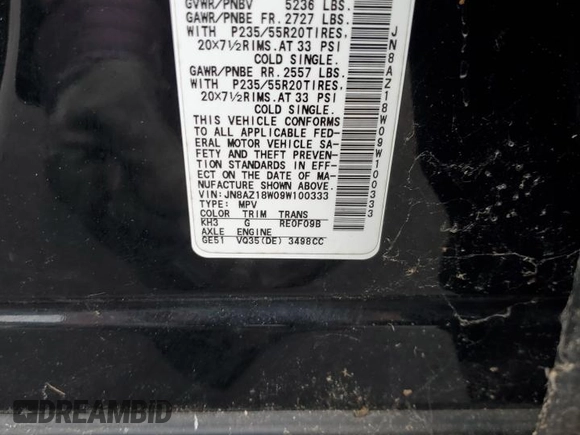 GVWR/PNBV 5236 LBS.
GAWR/PNBE FR. 2727 LBS.
WITH P235/55R20TIRES,
20×7½RIMS.AT 33 PSI
COLD SINGLE.
GAWR/PNBE RR. 2557 LBS.
WITH P235/55R20TIRES,
20×7½RIMS.AT 33 PSI
COLD SINGLE.
THIS VEHICLE CONFORMS
TO ALL APPLICABLE FED-
ERAL MOTOR VEHICLE SA-
FETY AND THEFT PREVEN-
TION STANDARDS IN EFF-
ECT ON THE DATE OF MA-
NUFACTURE SHOWN ABOVE.
VIN:JN8AZ18W09W100333
TYPE: MPV
COLOR TRIM TRANS
KH3 G RE0F09B
AXLE ENGINE
GE51 VQ35(DE) 3498CC
JN8AZ18W09W100333
DREAMBID